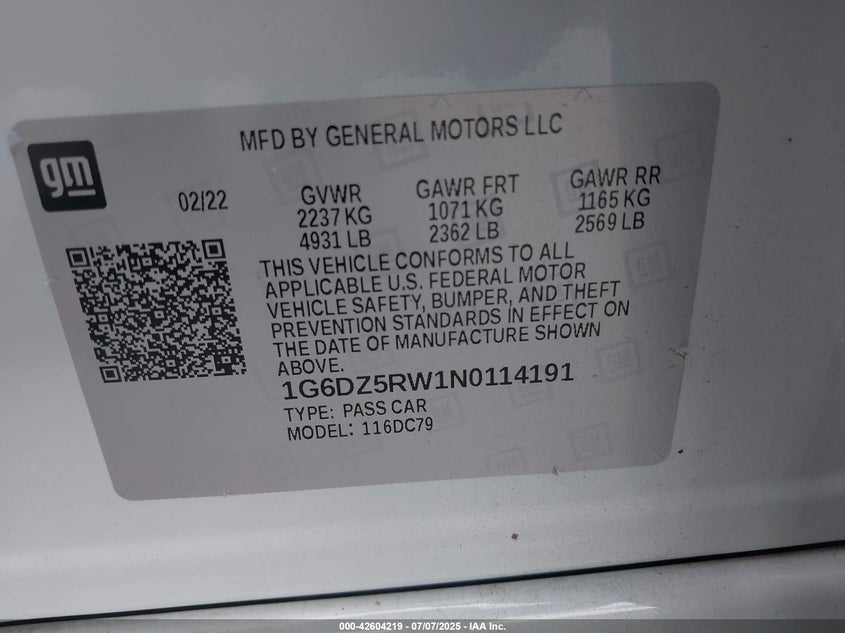 MFD BY GENERAL MOTORS LLC
gm
02/22
GVWR
2237 KG
4931 LB
GAWR FRT
1071 KG
2362 LB
GAWR RR
1165 KG
2569 LB
THIS VEHICLE CONFORMS TO ALL
APPLICABLE U.S. FEDERAL MOTOR
VEHICLE SAFETY, BUMPER, AND THEFT
PREVENTION STANDARDS IN EFFECT ON
THE DATE OF MANUFACTURE SHOWN
ABOVE.
1G6DZ5RW1N0114191
TYPE: PASS CAR
MODEL: 116DC79
000-42604219 - 07/07/2025 - IAA Inc.